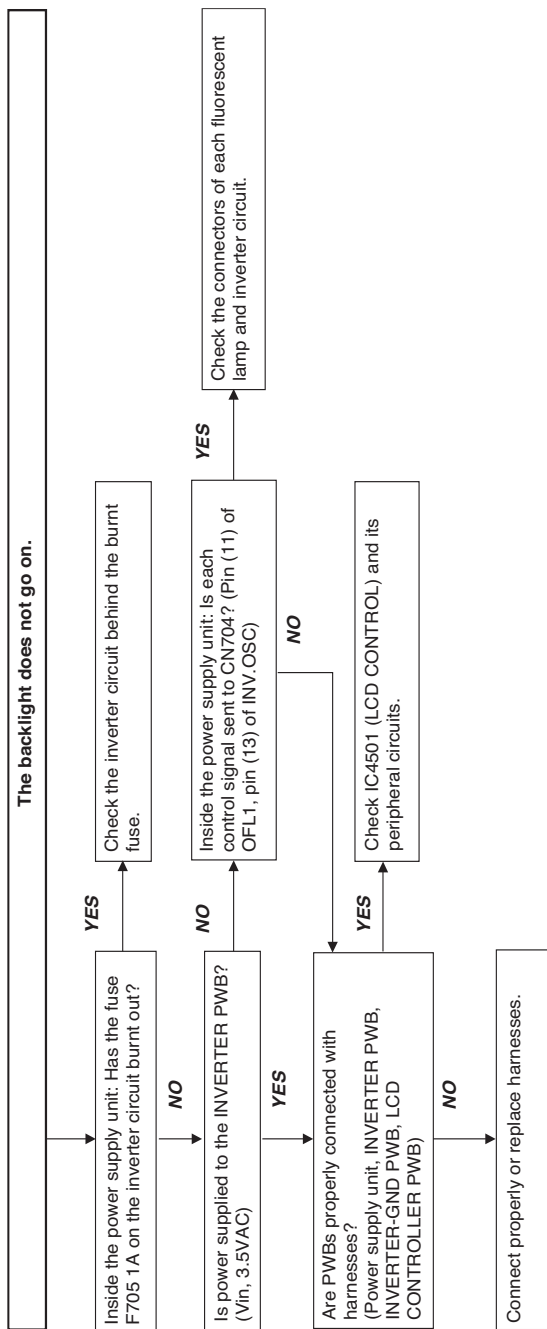 The backlight does not go on.
Inside the power supply unit: Has the fuse
F705 1A on the inverter circuit burnt out?
YES
Check the inverter circuit behind the burnt
fuse.
NO
Is power supplied to the INVERTER PWB?
(Vin, 3.5VAC)
NO
Inside the power supply unit: Is each
control signal sent to CN704? (Pin (11) of
OFL1, pin (13) of INV.OSC)
YES
Check the connectors of each fluorescent
lamp and inverter circuit.
YES
NO
Are PWBs properly connected with
harnesses?
(Power supply unit, INVERTER PWB,
INVERTER-GND PWB, LCD
CONTROLLER PWB)
YES
Check IC4501 (LCD CONTROL) and its
peripheral circuits.
NO
Connect properly or replace harnesses.